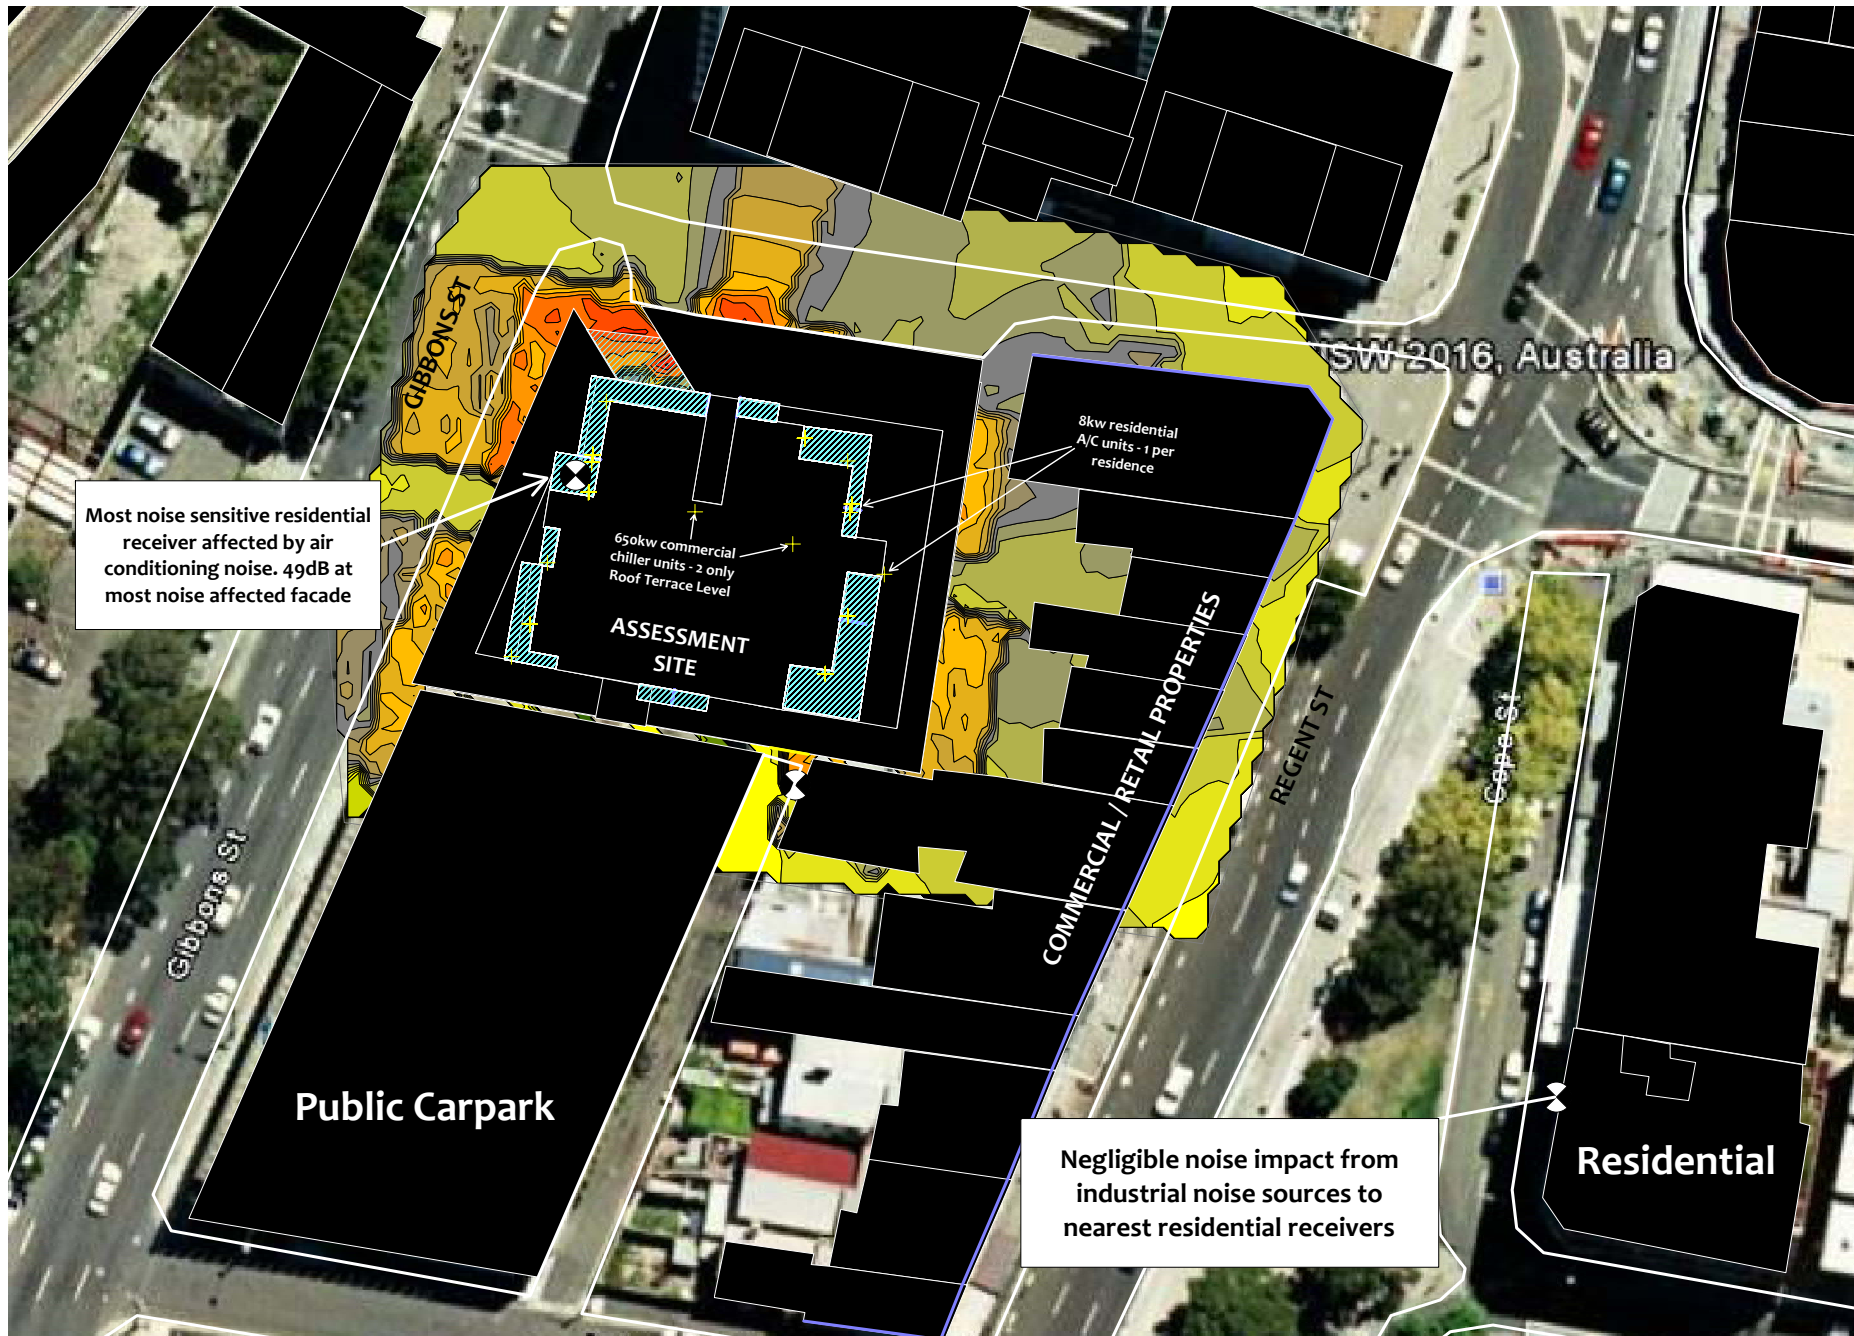 GIBBONS ST
NSW 2016, Australia
8kw residential
A/C units - 1 per
residence
Most noise sensitive residential
receiver affected by air
conditioning noise. 49dB at
most noise affected facade
650kw commercial
chiller units - 2 only
Roof Terrace Level
ASSESSMENT
SITE
COMMERCIAL / RETAIL PROPERTIES
REGENT ST
Cope St
Gibbons St
Public Carpark
Negligible noise impact from
industrial noise sources to
nearest residential receivers
Residential